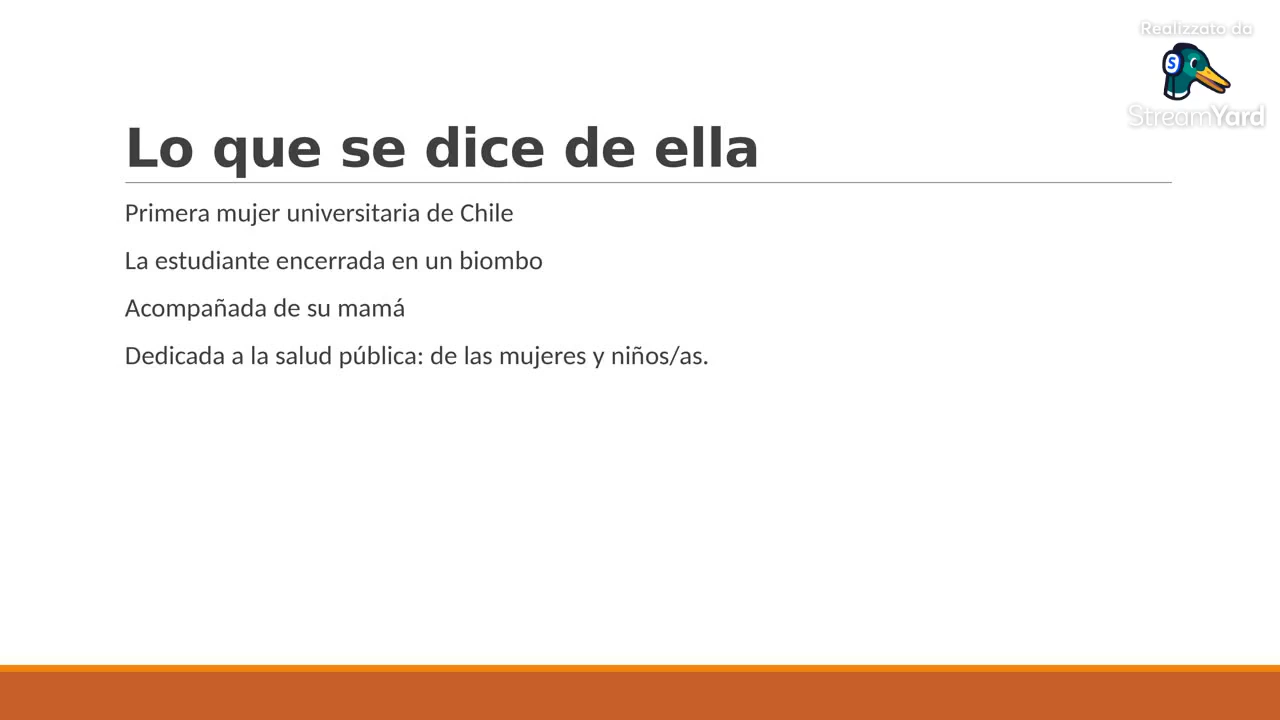 Realizzato da
StreamYard
Lo que se dice de ella
Primera mujer universitaria de Chile
La estudiante encerrada en un biombo
Acompañada de su mamá
Dedicada a la salud pública: de las mujeres y niños/as.